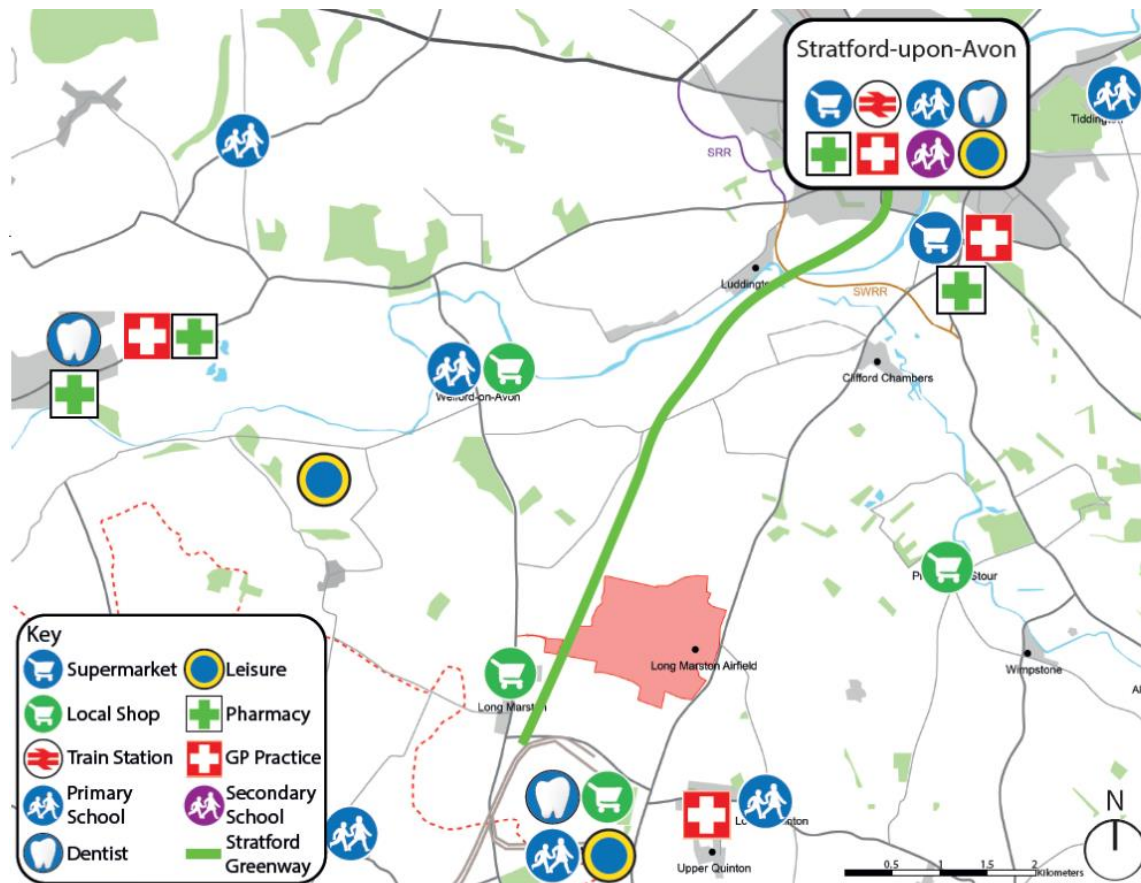 Stratford-upon-Avon
Tiddington
SRR
Luddington
SWRR
Clifford Chambers
Welford-on-Avon
Stour
Long Marston Airfield
Wimpstone
Long Marston
Upper Quinton
Key
Supermarket
Leisure
Local Shop
Pharmacy
Train Station
GP Practice
Primary
School
Secondary
School
Dentist
Stratford
Greenway
N
0.5 1 1.5 2
Kilometers